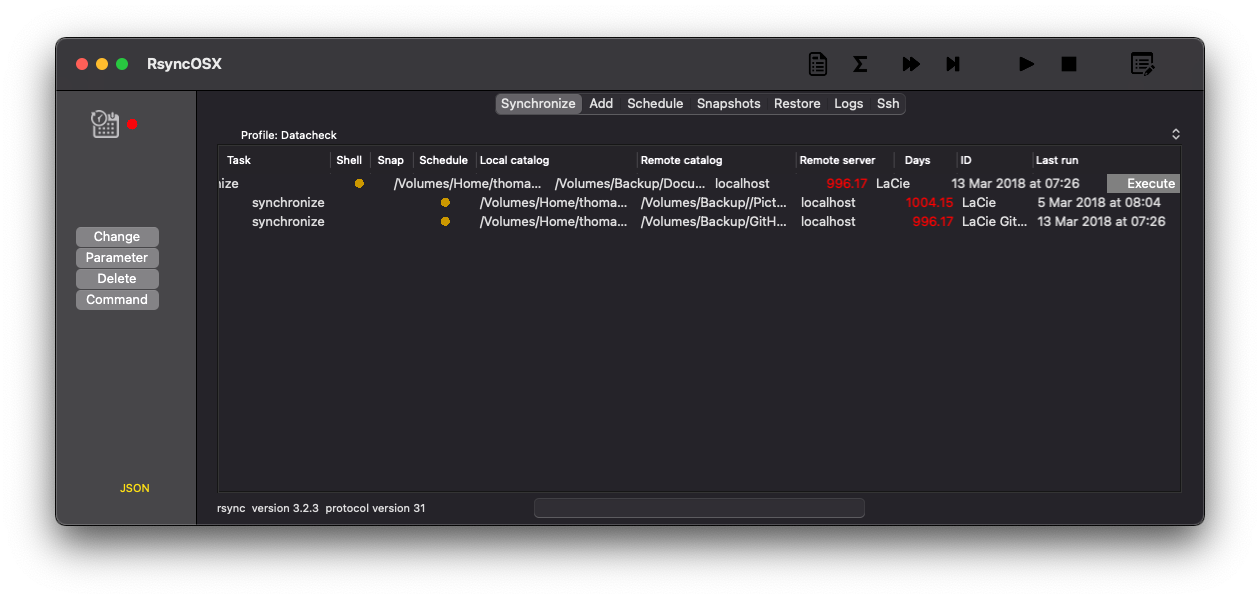 RsyncOSX
Synchronize Add Schedule Snapshots Restore Logs Ssh
Profile: Datacheck
Task Shell Snap Schedule Local catalog Remote catalog Remote server Days ID Last run
nize /Volumes/Home/thoma... /Volumes/Backup/Docu... localhost 996.17 LaCie 13 Mar 2018 at 07:26 Execute
synchronize /Volumes/Home/thoma... /Volumes/Backup//Pict... localhost 1004.15 LaCie 5 Mar 2018 at 08:04
synchronize /Volumes/Home/thoma... /Volumes/Backup/GitH... localhost 996.17 LaCie Git... 13 Mar 2018 at 07:26
Change
Parameter
Delete
Command
JSON
rsync version 3.2.3 protocol version 31